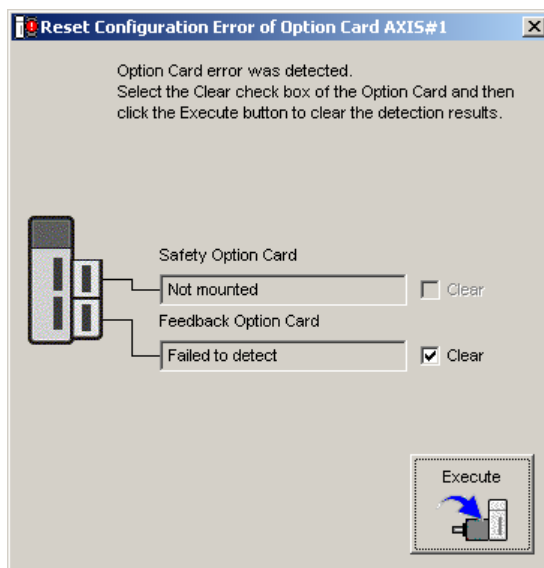 Reset Configuration Error of Option Card AXIS#1
Option Card error was detected.
Select the Clear check box of the Option Card and then
click the Execute button to clear the detection results.
Safety Option Card
Not mounted
Clear
Feedback Option Card
Failed to detect
Clear
Execute